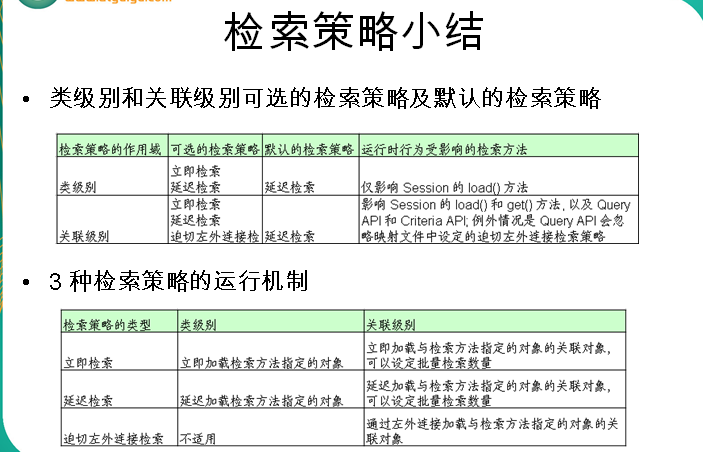 检索策略小结
• 类级别和关联级别可选的检索策略及默认的检索策略
检索策略的作用域 可选的检索策略 默认的检索策略 运行时行为受影响的检索方法
立即检索
类级别 延迟检索 延迟检索 仅影响 Session 的 load() 方法
立即检索 影响 Session 的 load() 和 get() 方法, 以及 Query
延迟检索 API 和 Criteria API; 例外情况是 Query API 会忽
关联级别 迫切左外连接检 延迟检索 略映射文件中设定的迫切左外连接检索策略
• 3 种检索策略的运行机制
检索策略的类型 类级别 关联级别
立即加载与检索方法指定的对象的关联对象,
立即检索 立即加载检索方法指定的对象 可以设定批量检索数量
延迟加载与检索方法指定的对象的关联对象,
延迟检索 延迟加载检索方法指定的对象 可以设定批量检索数量
通过左外连接加载与检索方法指定的对象的关
迫切左外连接检索 不适用 联对象